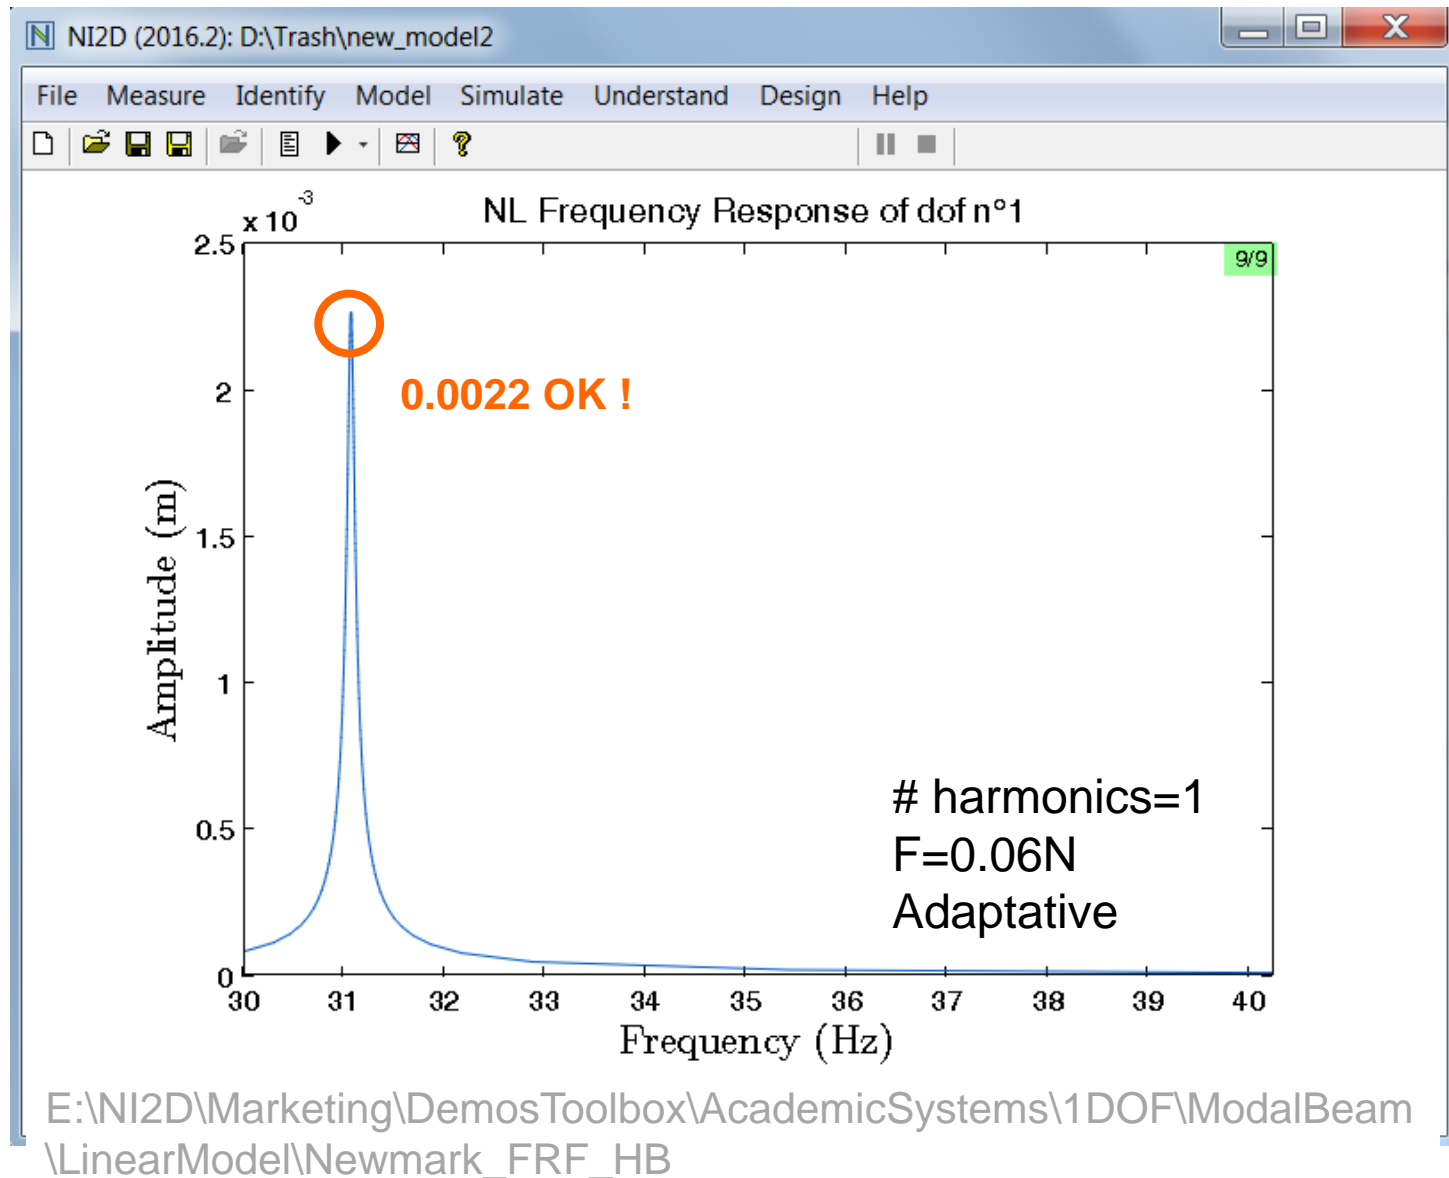 NI2D (2016.2): D:\Trash\new_model2
File Measure Identify Model Simulate Understand Design Help
x 10-3
NL Frequency Response of dof n°1
9/9
2.5
2
1.5
1
0.5
0
0.0022 OK !
Amplitude (m)
# harmonics=1
F=0.06N
Adaptative
30 31 32 33 34 35 36 37 38 39 40
Frequency (Hz)
E:\NI2D\Marketing\DemosToolbox\AcademicSystems\1DOF\ModalBeam
\LinearModel\Newmark_FRF_HB